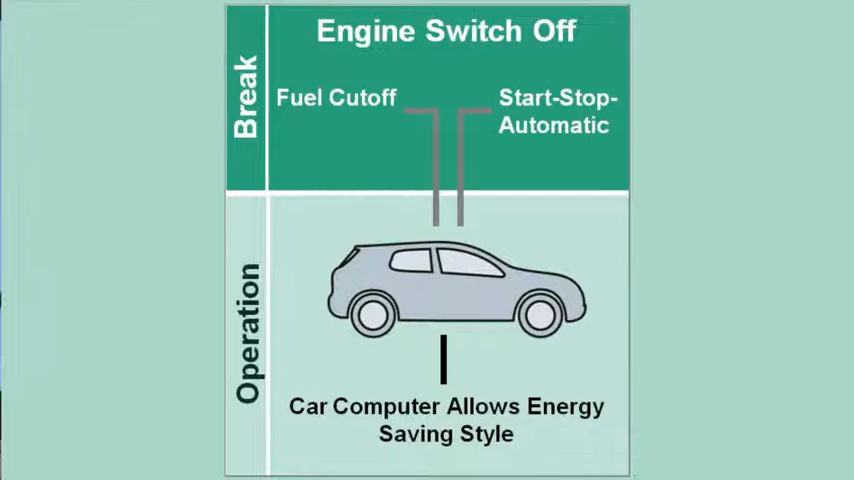 Engine Switch Off
Break
Fuel Cutoff
Start-Stop-
Automatic
Operation
Car Computer Allows Energy
Saving Style